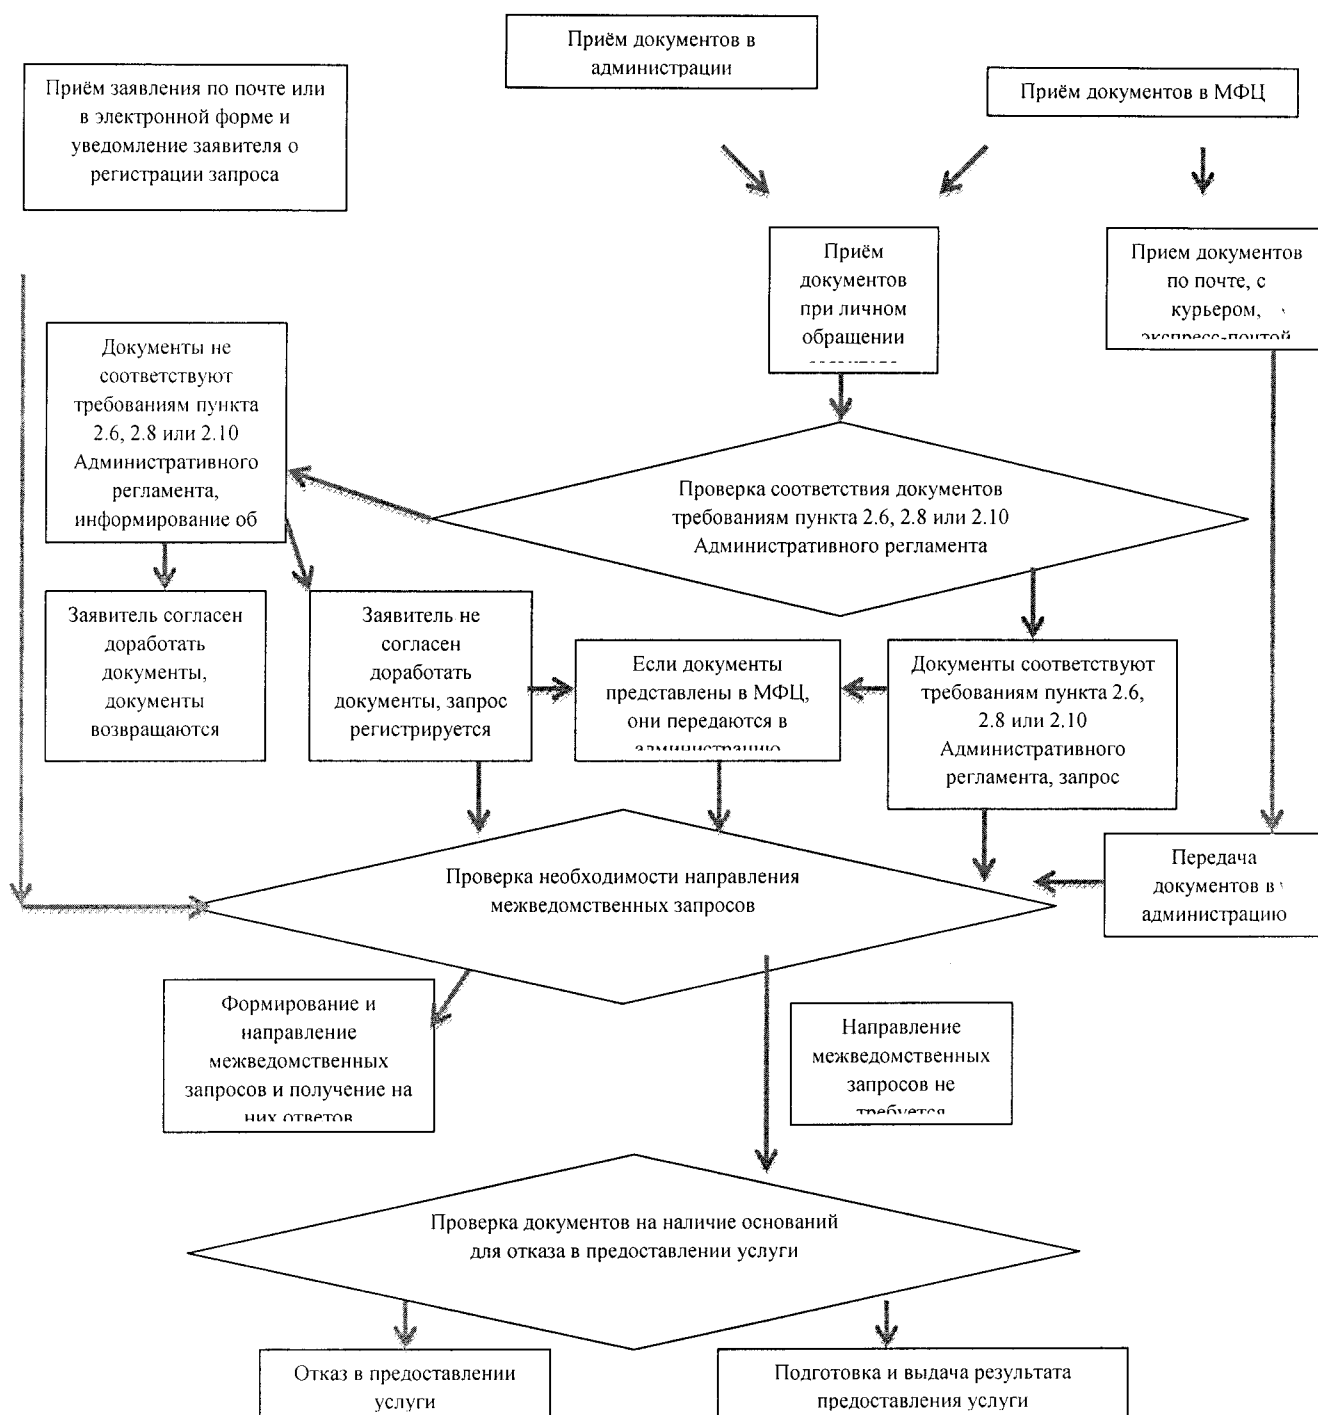 Приём документов в
администрации
Приём заявления по почте или
в электронной форме и
уведомление заявителя о
регистрации запроса
Приём документов в МФЦ
Приём
документов
при личном
обращении
Прием документов
по почте, с
курьером,
экспресс-почтой
Документы не
соответствуют
требованиям пункта
2.6, 2.8 или 2.10
Административного
регламента,
информирование об
Проверка соответствия документов
требованиям пункта 2.6, 2.8 или 2.10
Административного регламента
Заявитель согласен
доработать
документы,
документы
возвращаются
Заявитель не
согласен
доработать
документы, запрос
регистрируется
Если документы
представлены в МФЦ,
они передаются в
администрацию
Документы соответствуют
требованиям пункта 2.6,
2.8 или 2.10
Административного
регламента, запрос
Передача
документов в
администрацию
Проверка необходимости направления
межведомственных запросов
Формирование и
направление
межведомственных
запросов и получение на
них ответов
Направление
межведомственных
запросов не
требуется
Проверка документов на наличие оснований
для отказа в предоставлении услуги
Отказ в предоставлении
услуги
Подготовка и выдача результата
предоставления услуги